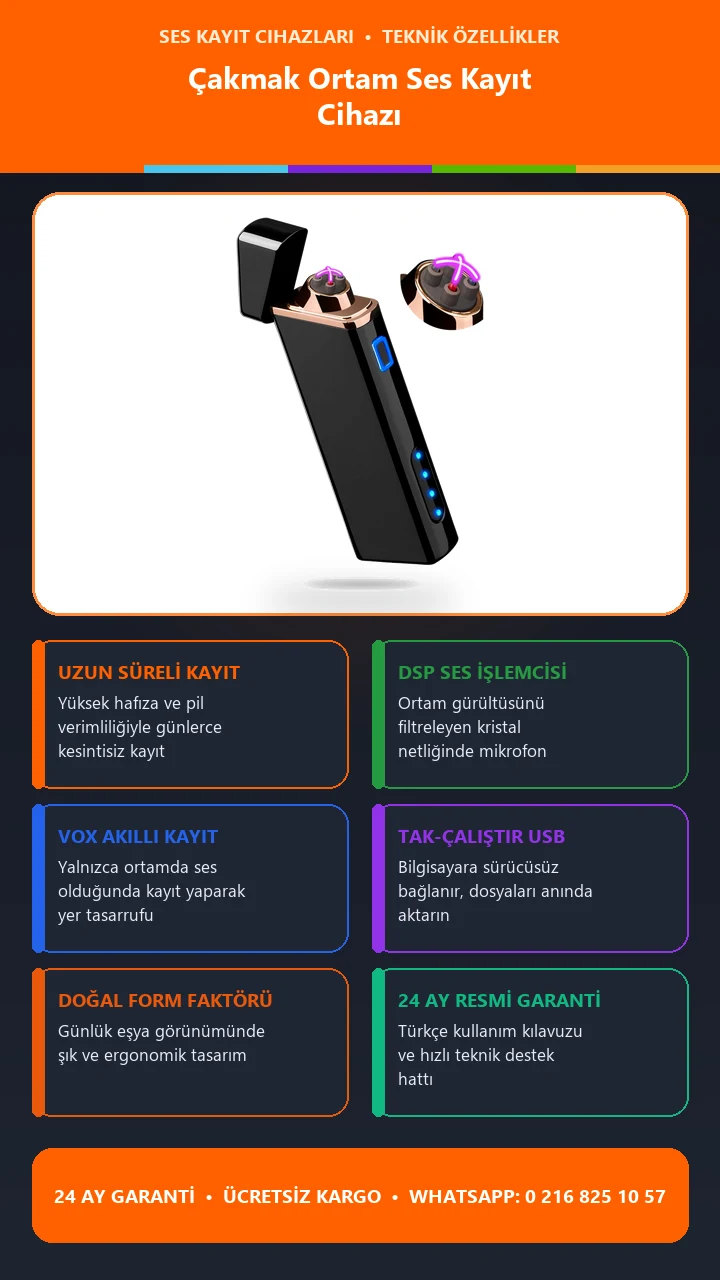 SES KAYIT CIHAZLARI • TEKNİK ÖZELLİKLER
Çakmak Ortam Ses Kayıt
Cihazı
UZUN SÜRELİ KAYIT
Yüksek hafıza ve pil
verimliliğiyle günlerce
kesintisiz kayıt
DSP SES İŞLEMCİSİ
Ortam gürültüsünü
filtreleyen kristal
netliğinde mikrofon
VOX AKILLI KAYIT
Yalnızca ortamda ses
olduğunda kayıt yaparak
yer tasarrufu
TAK-ÇALIŞTIR USB
Bilgisayara sürücüsüz
bağlanır, dosyaları anında
aktarın
DOĞAL FORM FAKTÖRÜ
Günlük eşya görünümünde
şık ve ergonomik tasarım
24 AY RESMİ GARANTİ
Türkçe kullanım kılavuzu
ve hızlı teknik destek
hattı
24 AY GARANTİ • ÜCRETSİZ KARGO • WHATSAPP: 0 216 825 10 57